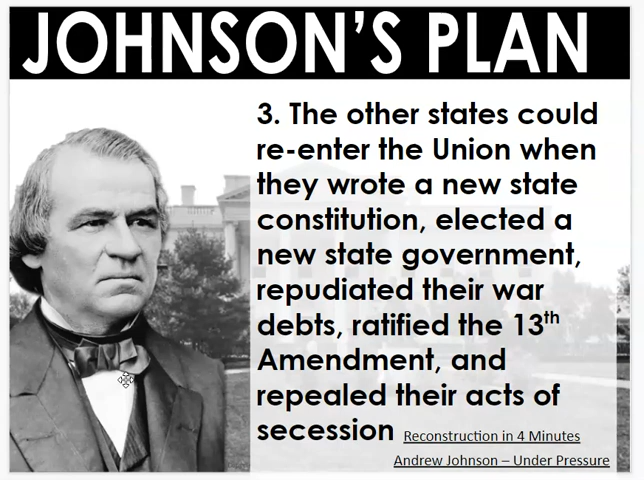 JOHNSON'S PLAN
3. The other states could
re-enter the Union when
they wrote a new state
constitution, elected a
new state government,
repudiated their war
debts, ratified the 13th
Amendment, and
repealed their acts of
secession Reconstruction in 4 Minutes
Andrew Johnson – Under Pressure